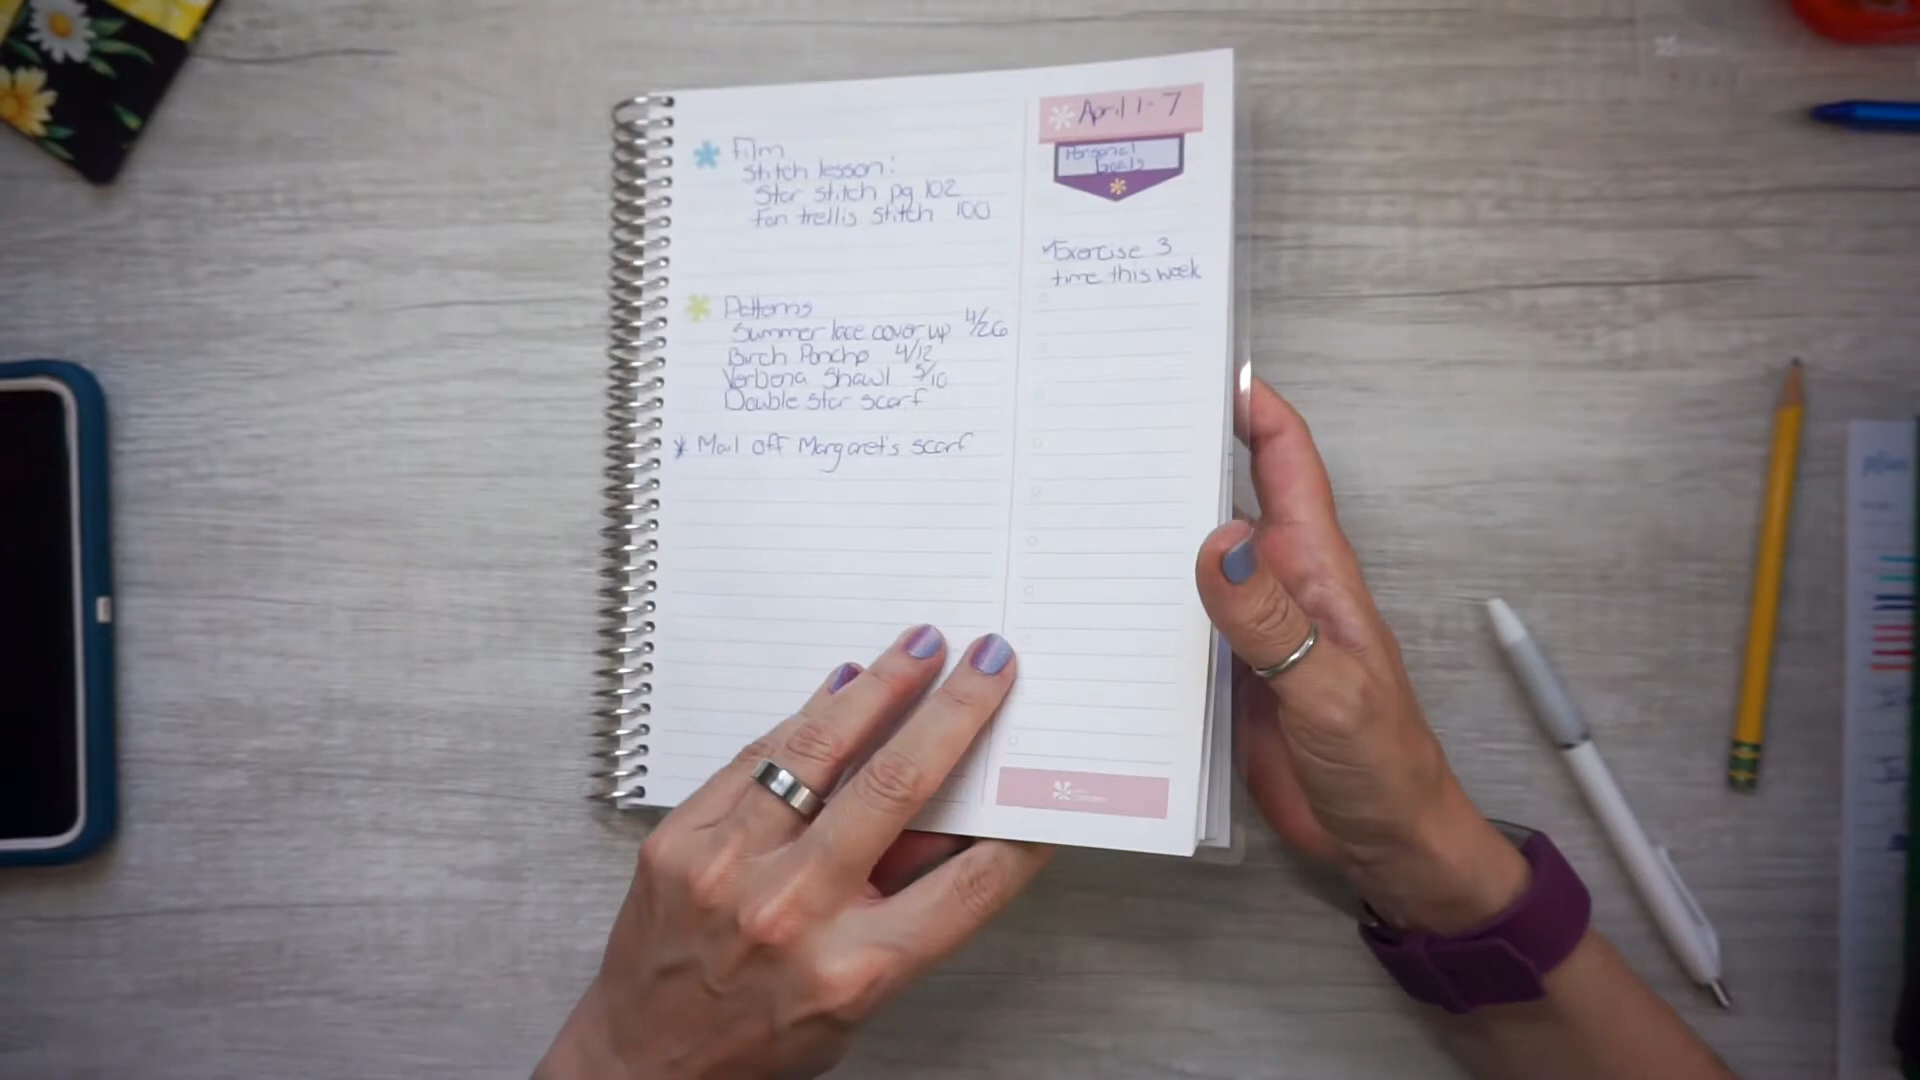 Film
Stitch lesson:
Star stitch pg 102
Fan trellis stitch 100
Patterns
Summer lace cover up 4/26
Birch Poncho 4/12
Verbena Shawl 5/10
Double star scarf
* Mail off Margaret's scarf
April 1-7
Personal
Goals
✓Exercise 3
time this week